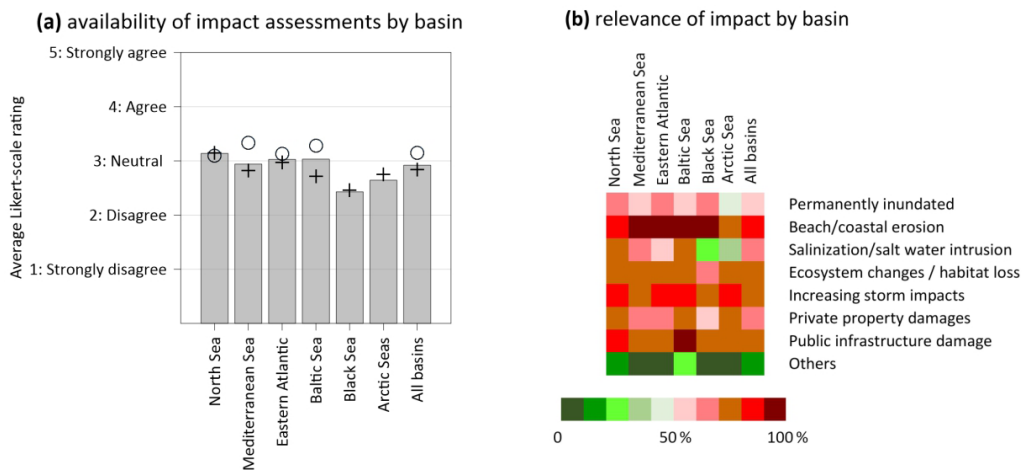 (a) availability of impact assessments by basin
5: Strongly agree
4: Agree
3: Neutral
2: Disagree
1: Strongly disagree
Average Likert-scale rating
North Sea
Mediterranean Sea
Eastern Atlantic
Baltic Sea
Black Sea
Arctic Seas
All basins
(b) relevance of impact by basin
North Sea
Mediterranean Sea
Eastern Atlantic
Baltic Sea
Black Sea
Arctic Sea
All basins
Permanently inundated
Beach/coastal erosion
Salinization/salt water intrusion
Ecosystem changes / habitat loss
Increasing storm impacts
Private property damages
Public infrastructure damage
Others
0 50 % 100 %